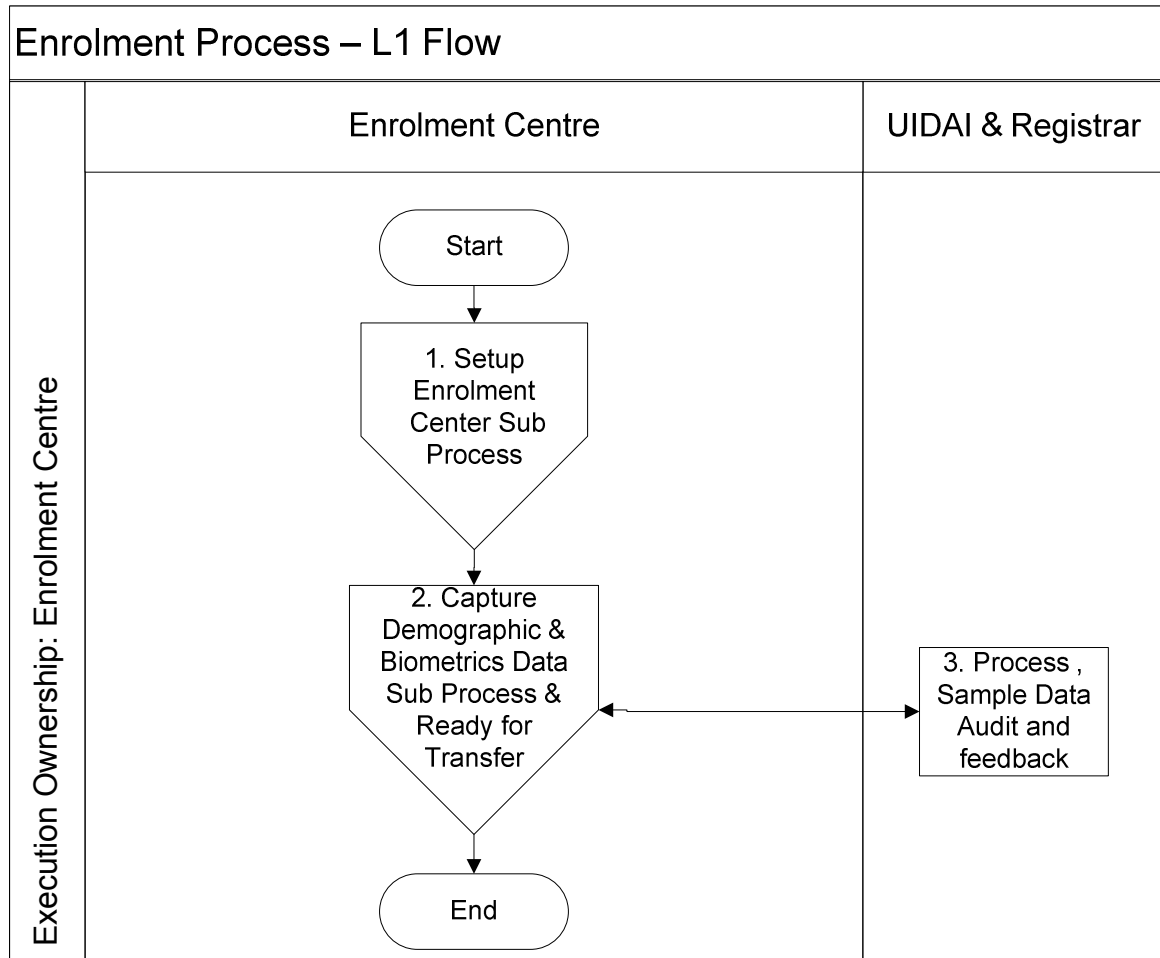 Enrolment Process – L1 Flow
Enrolment Centre
UIDAI & Registrar
Execution Ownership: Enrolment Centre
Start
1. Setup
Enrolment
Center Sub
Process
2. Capture
Demographic &
Biometrics Data
Sub Process &
Ready for
Transfer
3. Process ,
Sample Data
Audit and
feedback
End